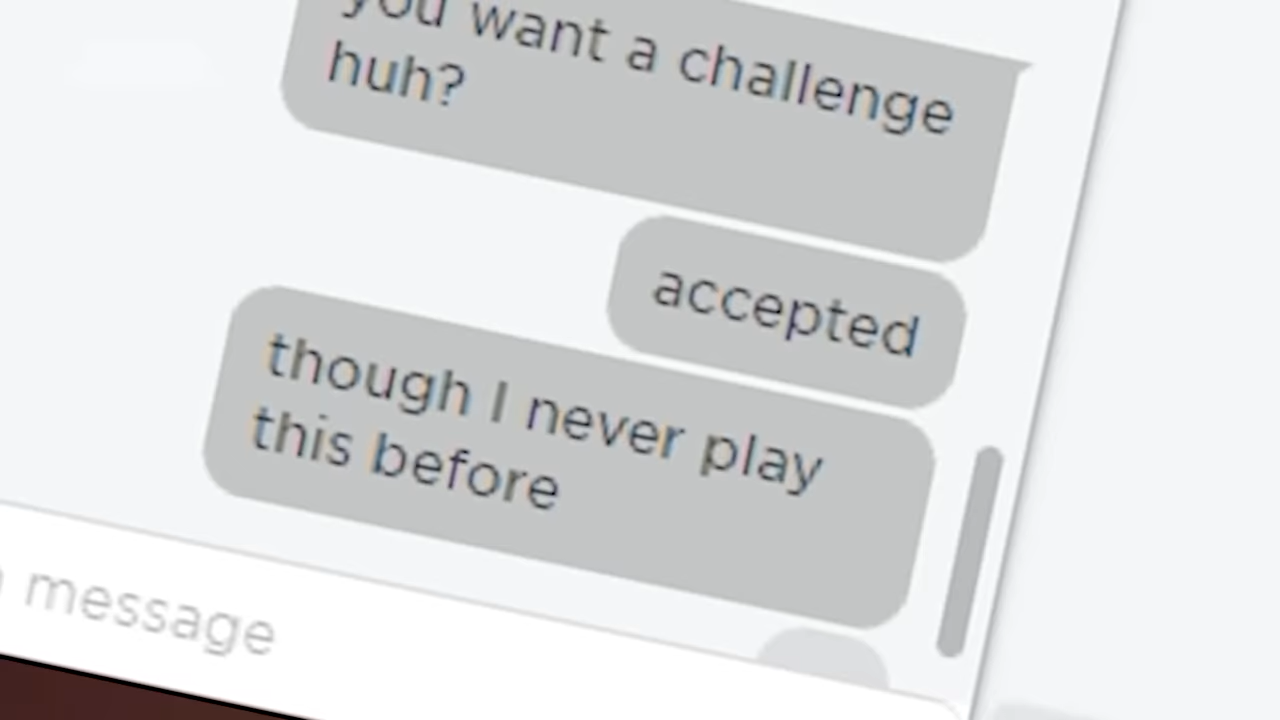 you want a challenge
huh?
accepted
though I never play
this before
message